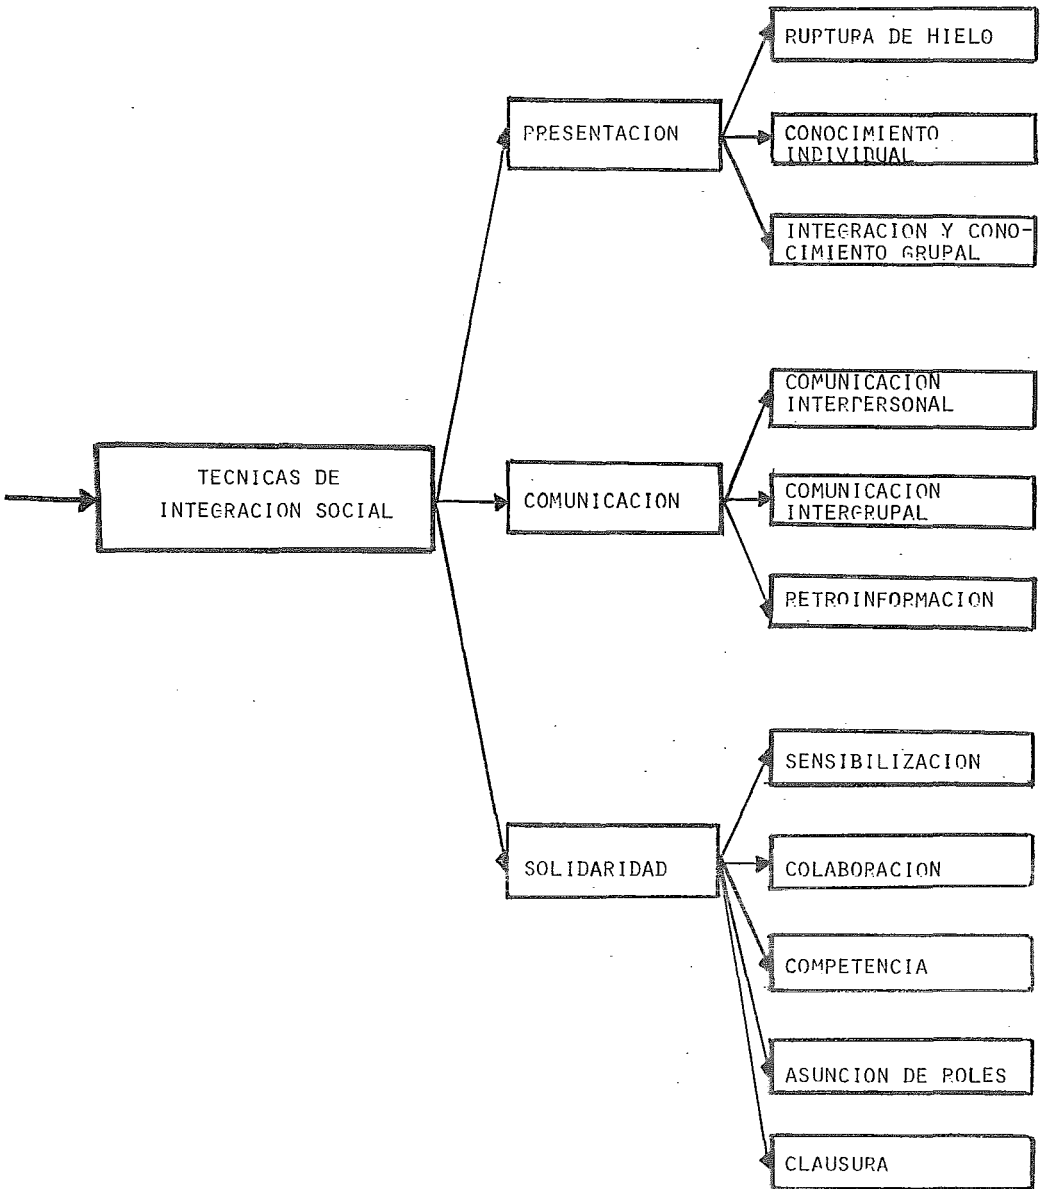 RUPTURA DE HIELO
PRESENTACION
CONOCIMIENTO
INDIVIDUAL
INTEGRACION Y CONO-
CIMIENTO GRUPAL
TECNICAS DE
INTEGRACION SOCIAL
COMUNICACION
COMUNICACION
INTERPERSONAL
COMUNICACION
INTERGRUPAL
RETROINFORMACION
SOLIDARIDAD
SENSIBILIZACION
COLABORACION
COMPETENCIA
ASUNCION DE ROLES
CLAUSURA